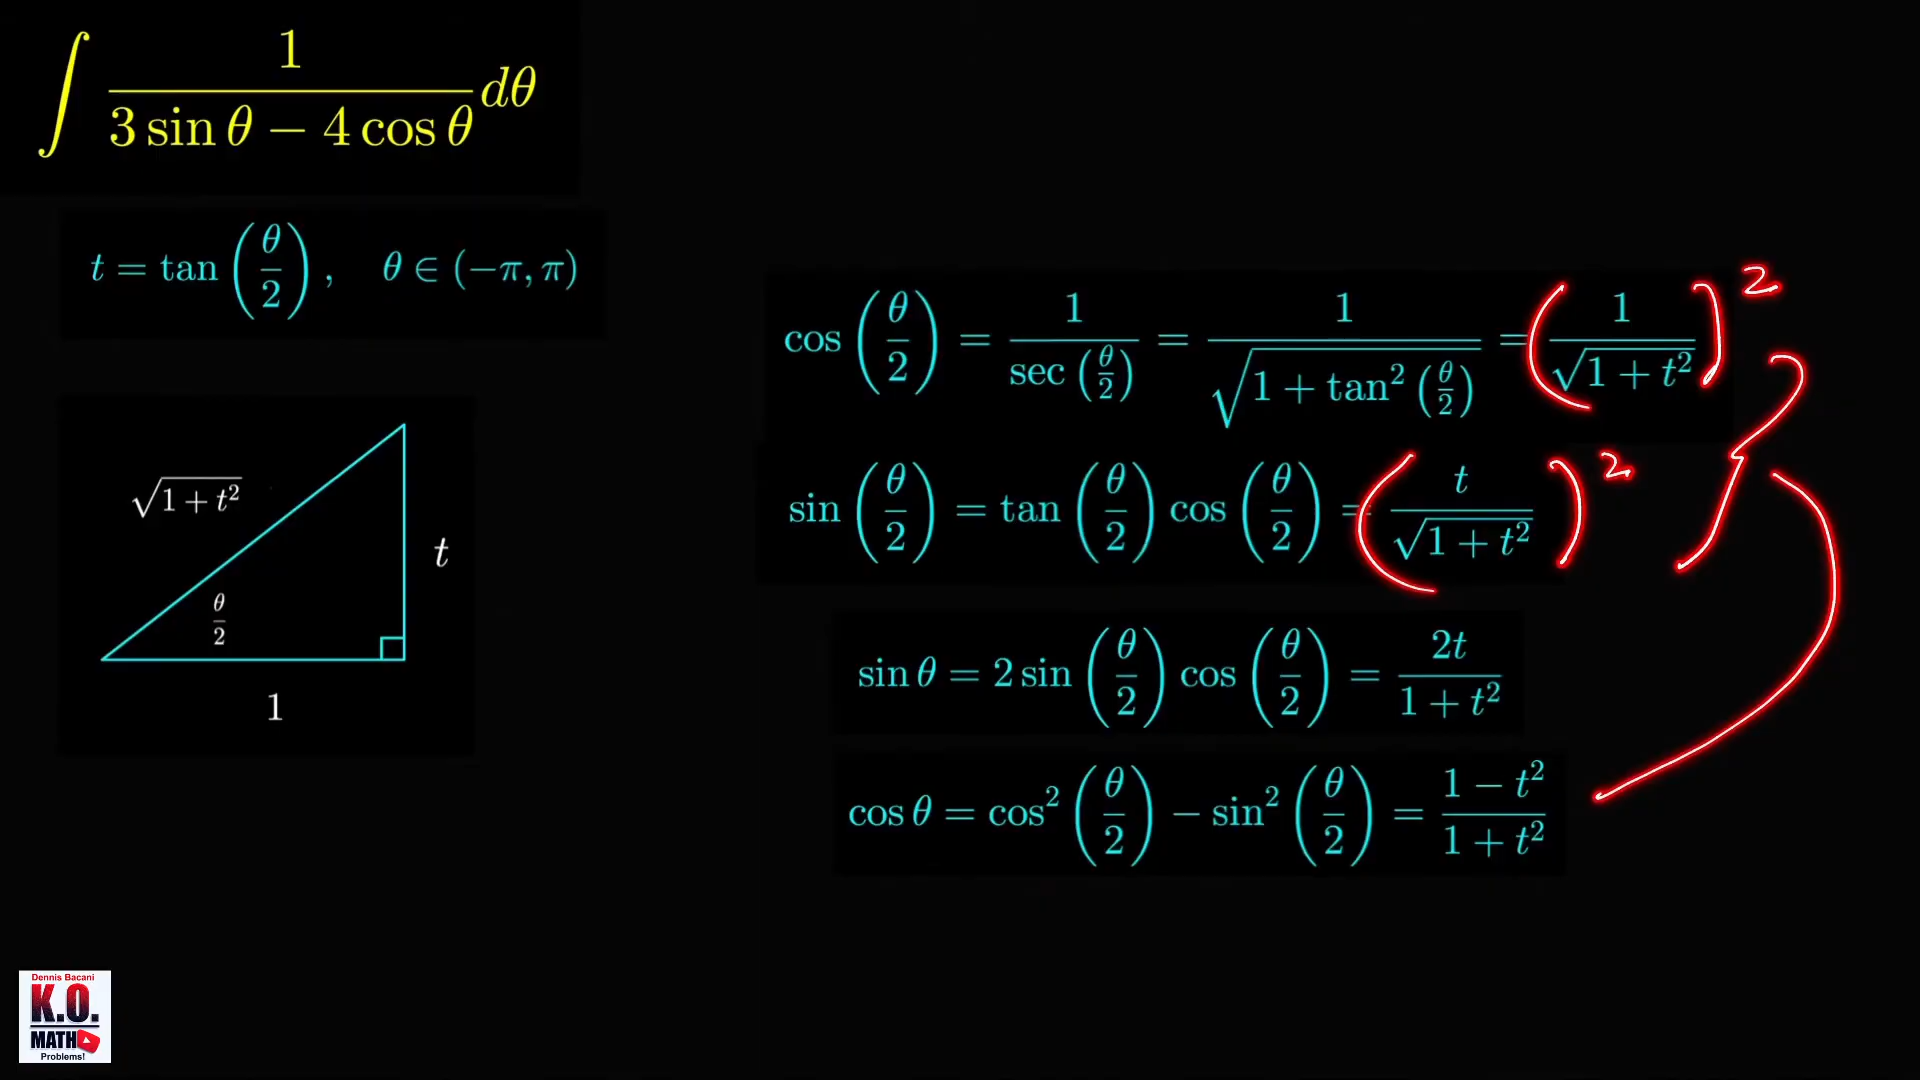 ∫ 1/(3 sin θ − 4 cos θ) dθ
t = tan(θ/2), θ ∈ (−π, π)
√(1 + t²)
t
θ/2
1
cos(θ/2) = 1/sec(θ/2) = 1/√(1 + tan²(θ/2)) = (1/√(1 + t²))²
sin(θ/2) = tan(θ/2) cos(θ/2) = (t/√(1 + t²))²
sin θ = 2 sin(θ/2) cos(θ/2) = 2t/(1 + t²)
cos θ = cos²(θ/2) − sin²(θ/2) = (1 − t²)/(1 + t²)
Dennis Bacani
K.O.
MATH
Problems!